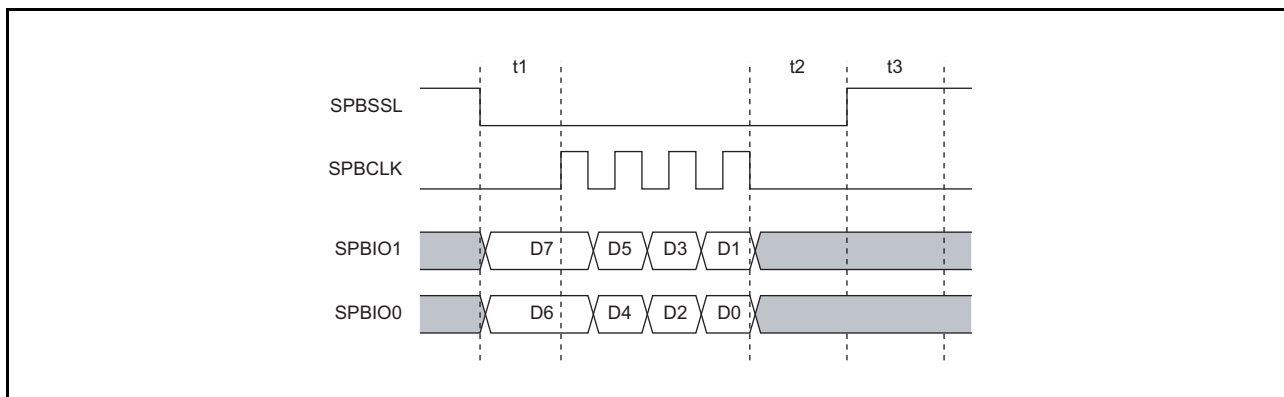 t1 t2 t3
SPBSSL
SPBCLK
SPBIO1 D7 D5 D3 D1
SPBIO0 D6 D4 D2 D0